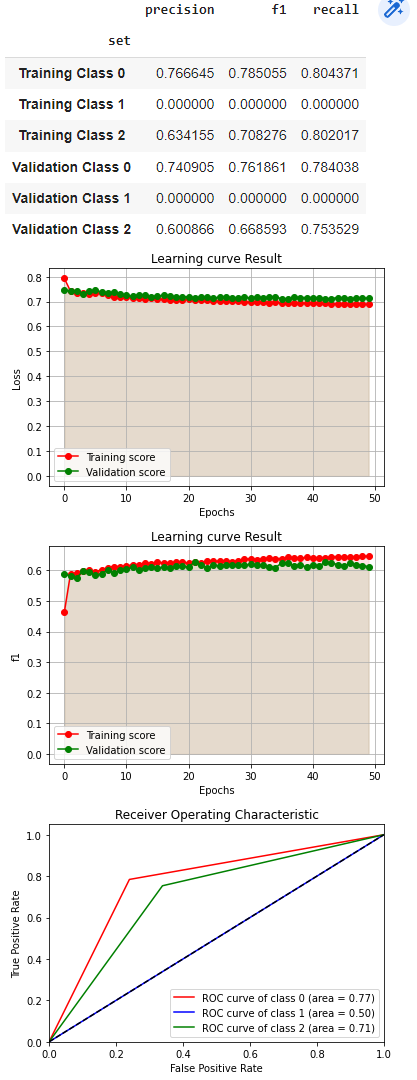 precision f1 recall
set
Training Class 0 0.766645 0.785055 0.804371
Training Class 1 0.000000 0.000000 0.000000
Training Class 2 0.634155 0.708276 0.802017
Validation Class 0 0.740905 0.761861 0.784038
Validation Class 1 0.000000 0.000000 0.000000
Validation Class 2 0.600866 0.668593 0.753529
Learning curve Result
0.8
0.7
0.6
0.5
0.4
0.3
0.2
0.1
0.0
Loss
Training score
Validation score
0 10 20 30 40 50
Epochs
Learning curve Result
0.6
0.5
0.4
0.3
0.2
0.1
0.0
f1
Training score
Validation score
0 10 20 30 40 50
Epochs
Receiver Operating Characteristic
1.0
0.8
0.6
0.4
0.2
0.0
True Positive Rate
ROC curve of class 0 (area = 0.77)
ROC curve of class 1 (area = 0.50)
ROC curve of class 2 (area = 0.71)
0.0 0.2 0.4 0.6 0.8 1.0
False Positive Rate